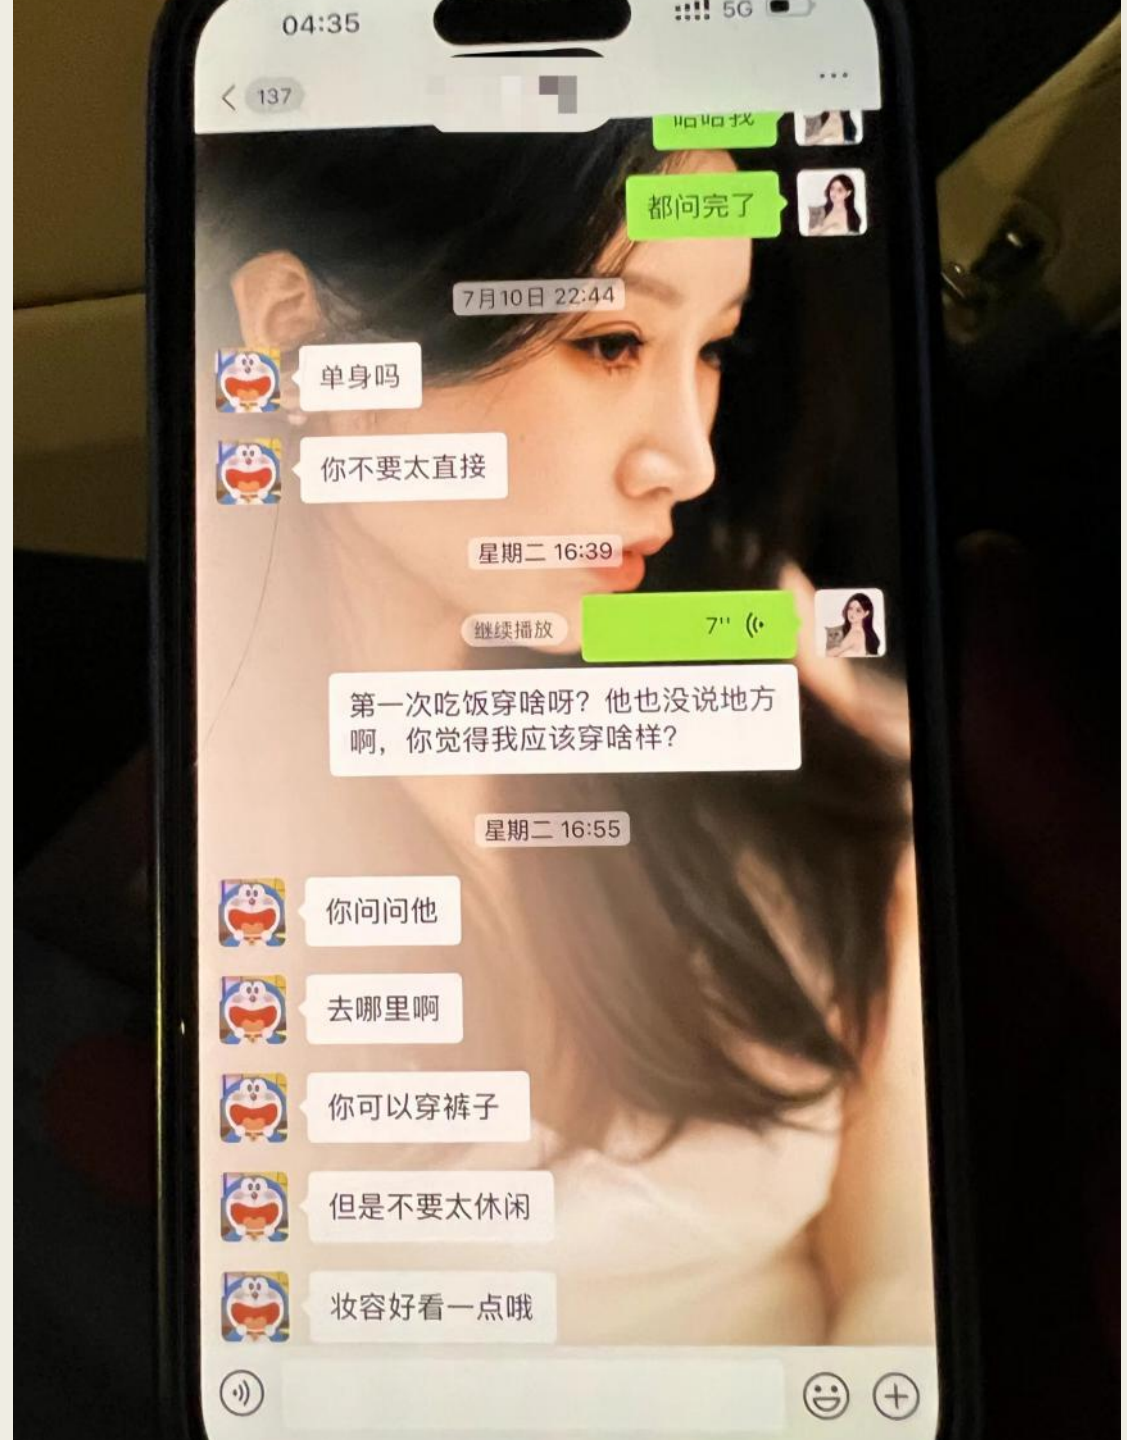 04:35
5G
137
哈哈我
都问完了
7月10日 22:44
单身吗
你不要太直接
星期二 16:39
继续播放
7''
第一次吃饭穿啥呀？他也没说地方
啊，你觉得我应该穿啥样？
星期二 16:55
你问问他
去哪里啊
你可以穿裤子
但是不要太休闲
妆容好看一点哦